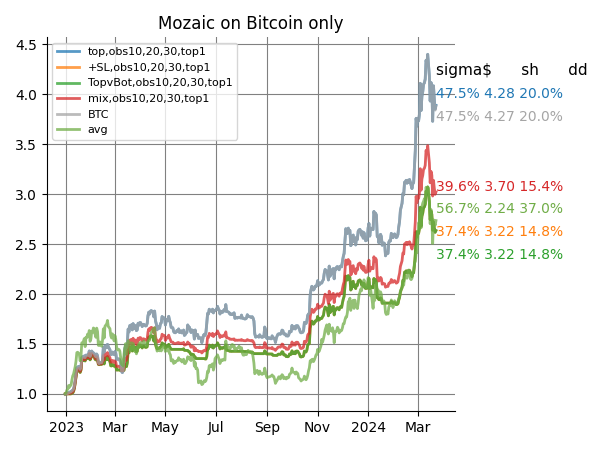 Mozaic on Bitcoin only
4.5
4.0
3.5
3.0
2.5
2.0
1.5
1.0
top,obs10,20,30,top1
+SL,obs10,20,30,top1
TopvBot,obs10,20,30,top1
mix,obs10,20,30,top1
BTC
avg
sigma$ sh dd
47.5% 4.28 20.0%
47.5% 4.27 20.0%
39.6% 3.70 15.4%
56.7% 2.24 37.0%
37.4% 3.22 14.8%
37.4% 3.22 14.8%
2023 Mar May Jul Sep Nov 2024 Mar